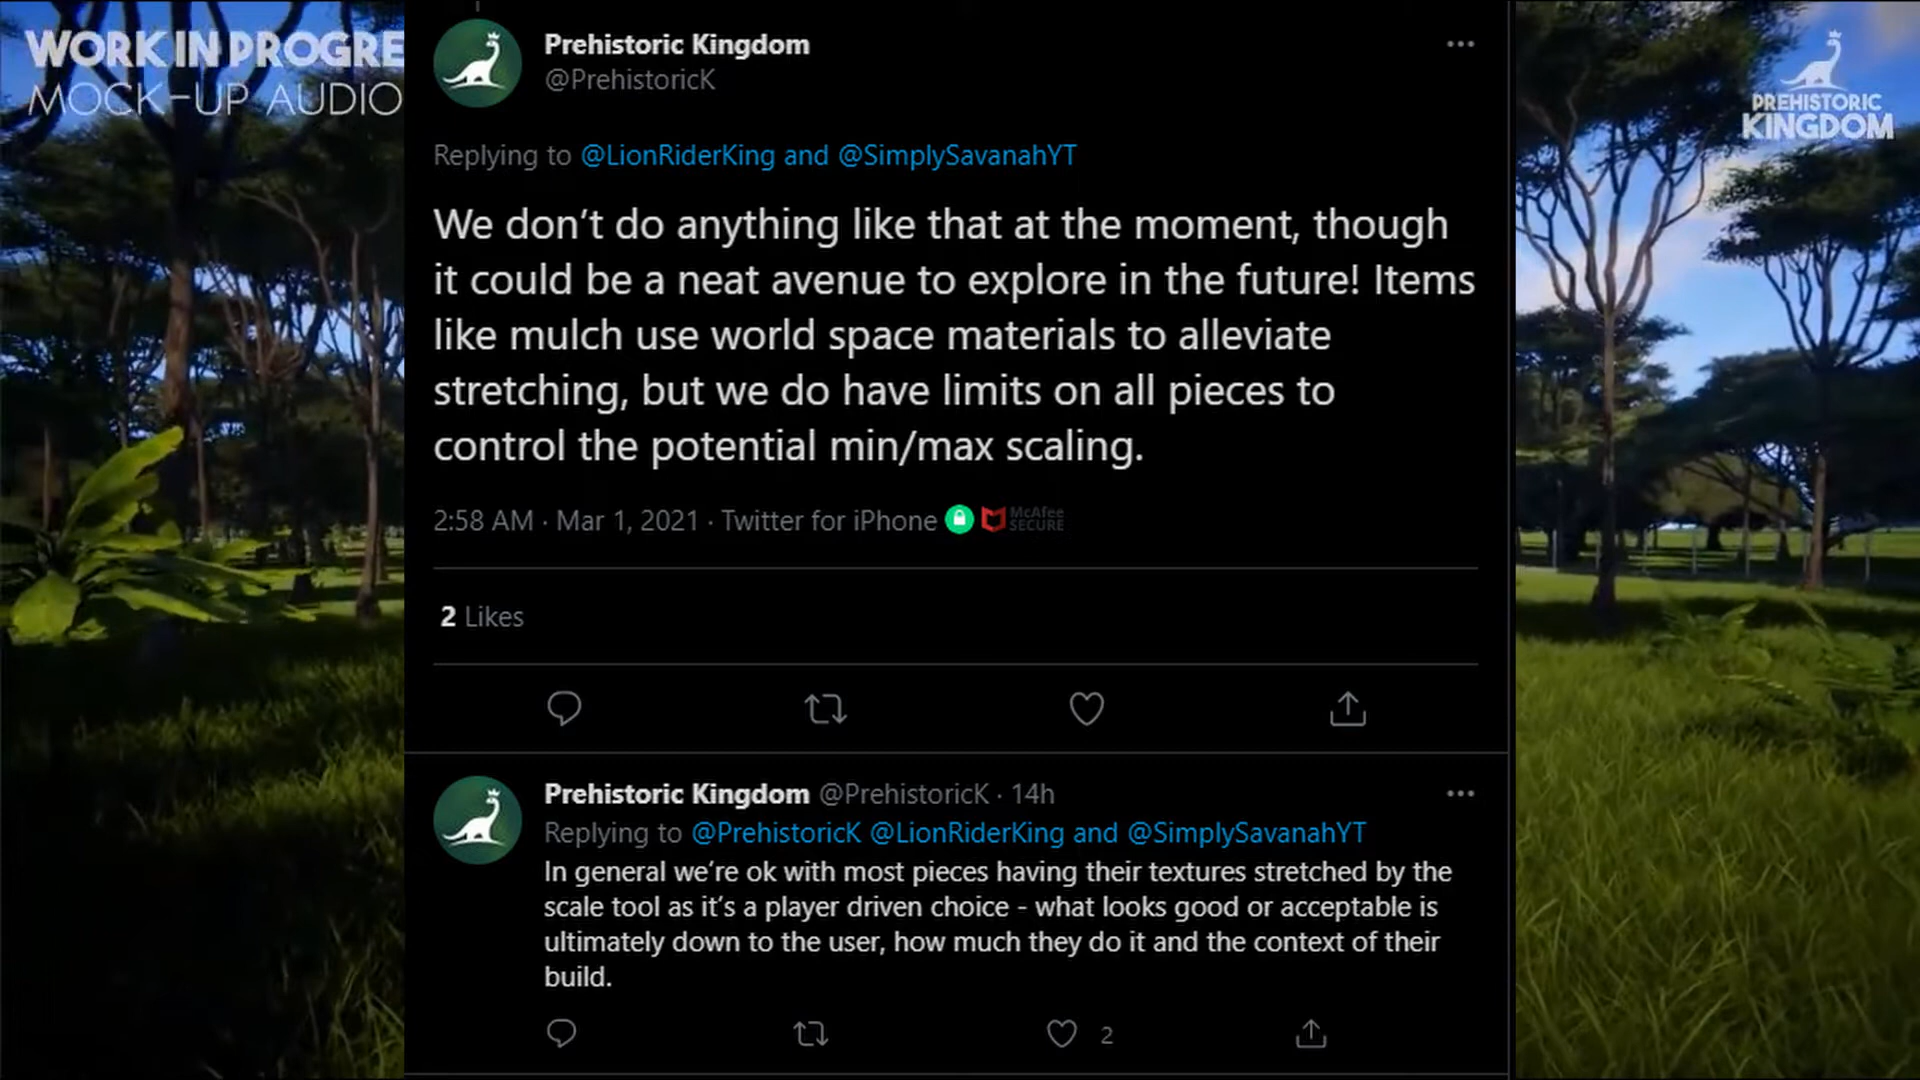 WORK IN PROGRE
MOCK-UP AUDIO
PREHISTORIC
KINGDOM
Prehistoric Kingdom
@PrehistoricK
Replying to @LionRiderKing and @SimplySavanahYT
We don’t do anything like that at the moment, though
it could be a neat avenue to explore in the future! Items
like mulch use world space materials to alleviate
stretching, but we do have limits on all pieces to
control the potential min/max scaling.
2:58 AM · Mar 1, 2021 · Twitter for iPhone McAfee SECURE
2 Likes
Prehistoric Kingdom @PrehistoricK · 14h
Replying to @PrehistoricK @LionRiderKing and @SimplySavanahYT
In general we’re ok with most pieces having their textures stretched by the
scale tool as it’s a player driven choice - what looks good or acceptable is
ultimately down to the user, how much they do it and the context of their
build.
2